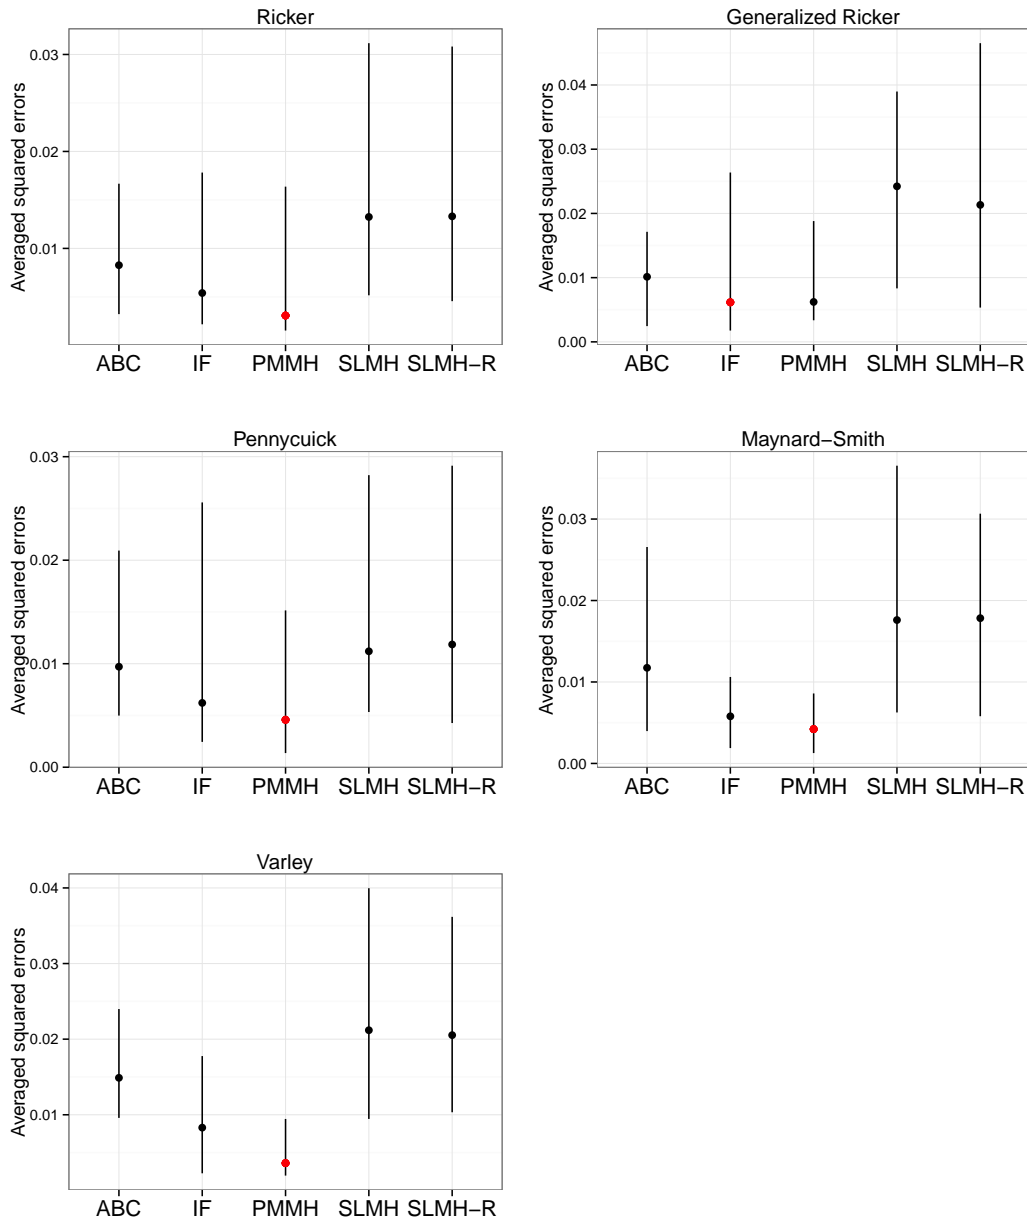 Ricker
Averaged squared errors
0.03
0.02
0.01
ABC IF PMMH SLMH SLMH−R
Generalized Ricker
Averaged squared errors
0.04
0.03
0.02
0.01
0.00
ABC IF PMMH SLMH SLMH−R
Pennycuick
Averaged squared errors
0.03
0.02
0.01
0.00
ABC IF PMMH SLMH SLMH−R
Maynard−Smith
Averaged squared errors
0.03
0.02
0.01
0.00
ABC IF PMMH SLMH SLMH−R
Varley
Averaged squared errors
0.04
0.03
0.02
0.01
ABC IF PMMH SLMH SLMH−R